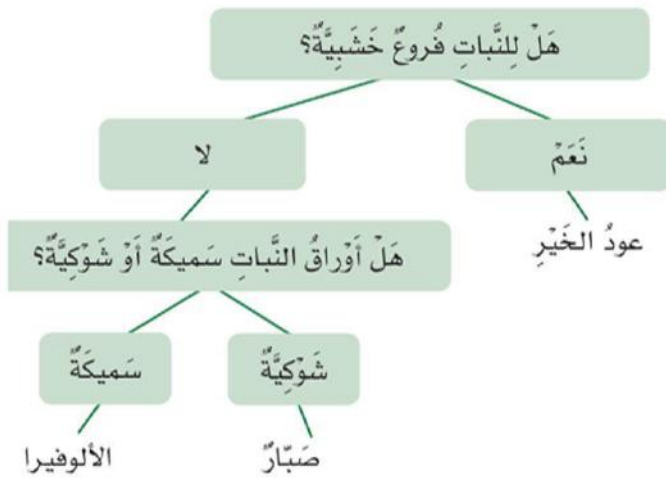 هَلْ لِلنَّباتِ فُروعٌ خَشَبِيَّةٌ؟
نَعَمْ
لا
عودُ الخَيْرِ
هَلْ أَوْراقُ النَّباتِ سَميكَةٌ أَوْ شَوْكِيَّةٌ؟
شَوْكِيَّةٌ
سَميكَةٌ
صَبّارٌ
الألوفيرا